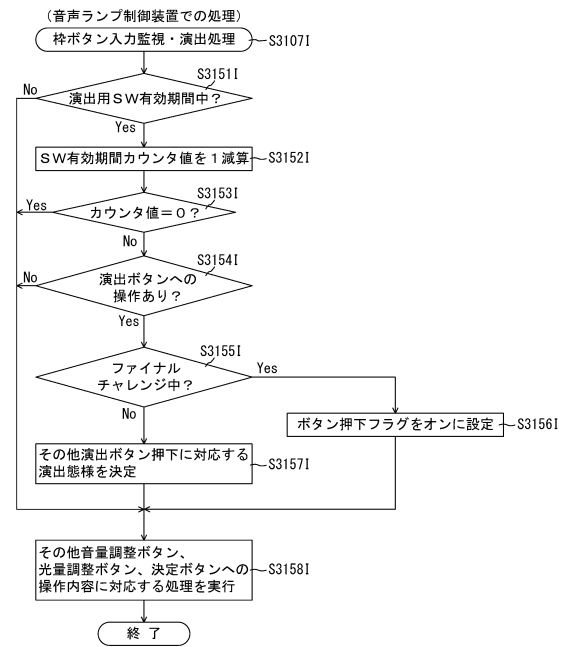 （音声ランプ制御装置での処理）
枠ボタン入力監視・演出処理
S3107I
S3151I
No
演出用ＳＷ有効期間中？
Yes
ＳＷ有効期間カウンタ値を１減算
S3152I
S3153I
Yes
カウンタ値＝０？
No
S3154I
No
演出ボタンへの
操作あり？
Yes
S3155I
Yes
ファイナル
チャレンジ中？
No
ボタン押下フラグをオンに設定
S3156I
その他演出ボタン押下に対応する
演出態様を決定
S3157I
その他音量調整ボタン、
光量調整ボタン、決定ボタンへの
操作内容に対応する処理を実行
S3158I
終 了